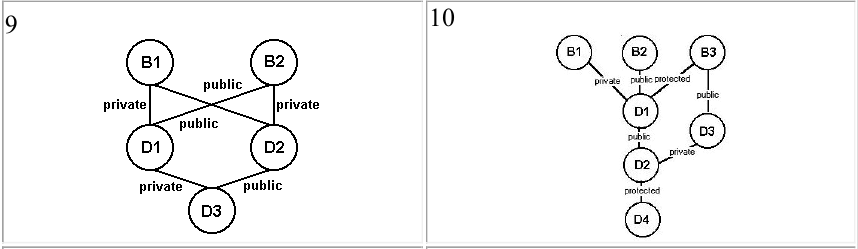 9
B1 B2
public
private private
public
D1 D2
private public
D3
10
B1 B2 B3
private public protected
public
D1
D3
public
private
D2
protected
D4